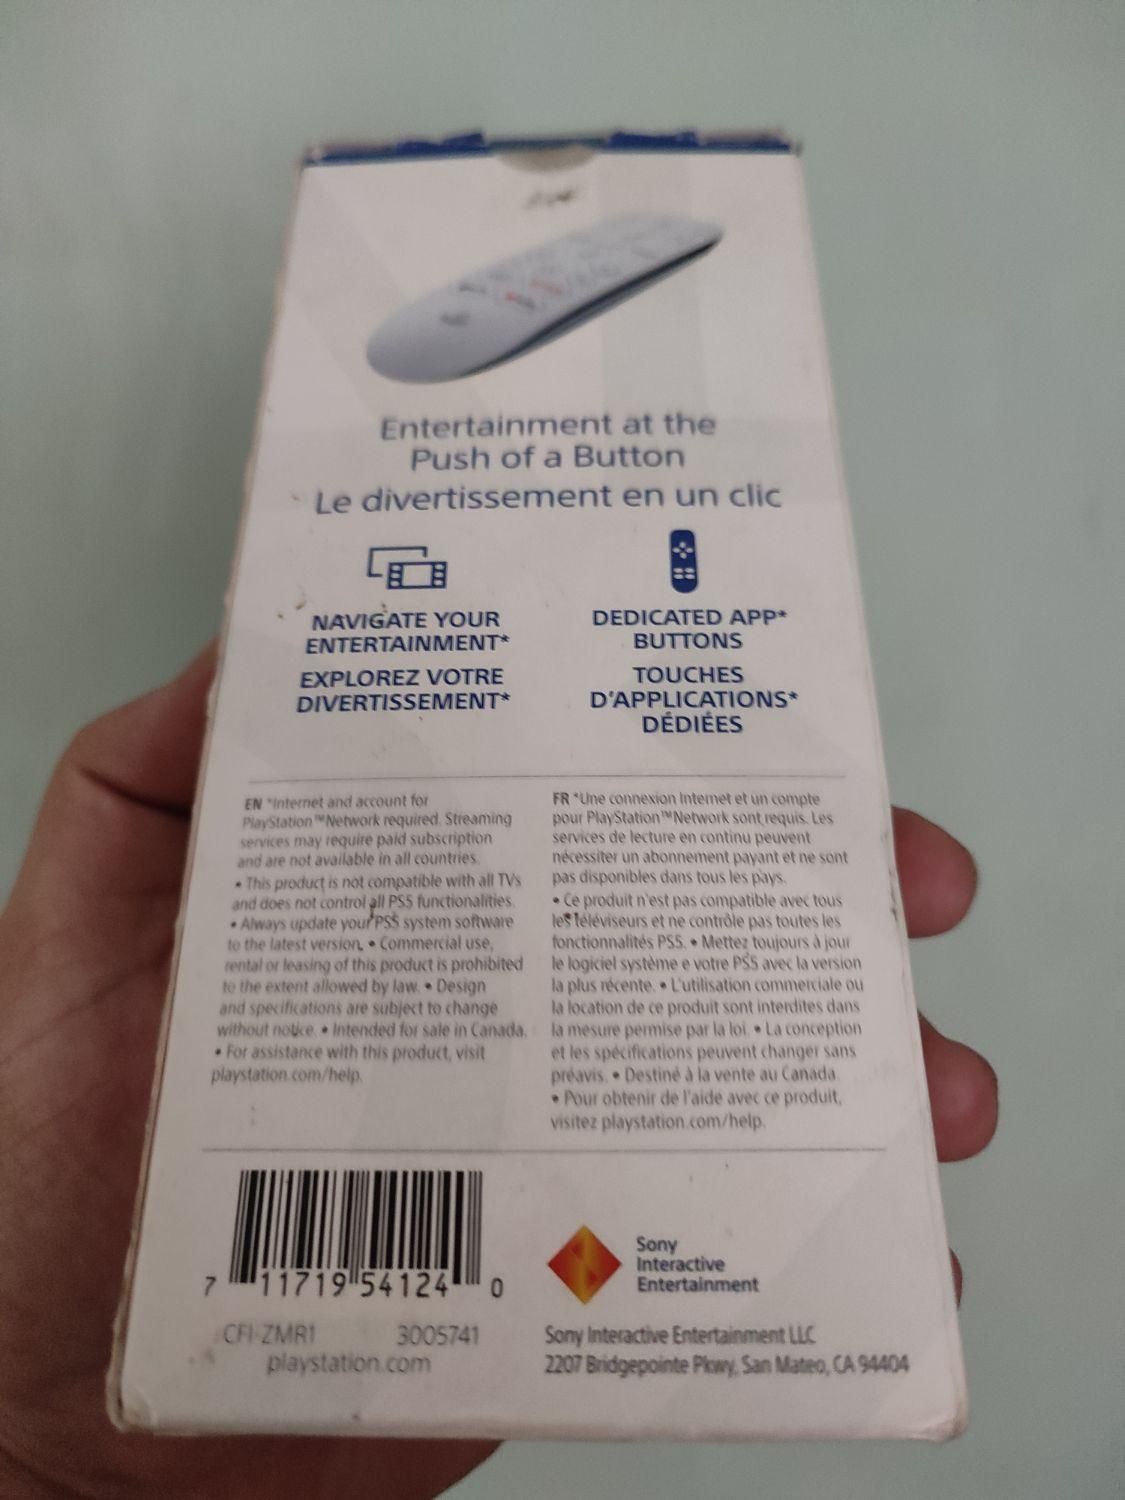 Entertainment at the
Push of a Button
Le divertissement en un clic
NAVIGATE YOUR
ENTERTAINMENT*
EXPLOREZ VOTRE
DIVERTISSEMENT*
DEDICATED APP*
BUTTONS
TOUCHES
D'APPLICATIONS*
DÉDIÉES
EN *Internet and account for
PlayStation™Network required. Streaming
services may require paid subscription
and are not available in all countries.
• This product is not compatible with all TVs
and does not control all PS5 functionalities.
• Always update your PS5 system software
to the latest version. • Commercial use,
rental or leasing of this product is prohibited
to the extent allowed by law. • Design
and specifications are subject to change
without notice. • Intended for sale in Canada.
• For assistance with this product, visit
playstation.com/help.
FR *Une connexion Internet et un compte
pour PlayStation™Network sont requis. Les
services de lecture en continu peuvent
nécessiter un abonnement payant et ne sont
pas disponibles dans tous les pays.
• Ce produit n'est pas compatible avec tous
les téléviseurs et ne contrôle pas toutes les
fonctionnalités PS5. • Mettez toujours à jour
le logiciel système e votre PS5 avec la version
la plus récente. • L'utilisation commerciale ou
la location de ce produit sont interdites dans
la mesure permise par la loi. • La conception
et les spécifications peuvent changer sans
préavis. • Destiné à la vente au Canada.
• Pour obtenir de l'aide avec ce produit,
visitez playstation.com/help.
7 11719 54124 0
CFI-ZMR1 3005741
playstation.com
Sony
Interactive
Entertainment
Sony Interactive Entertainment LLC
2207 Bridgepointe Pkwy, San Mateo, CA 94404